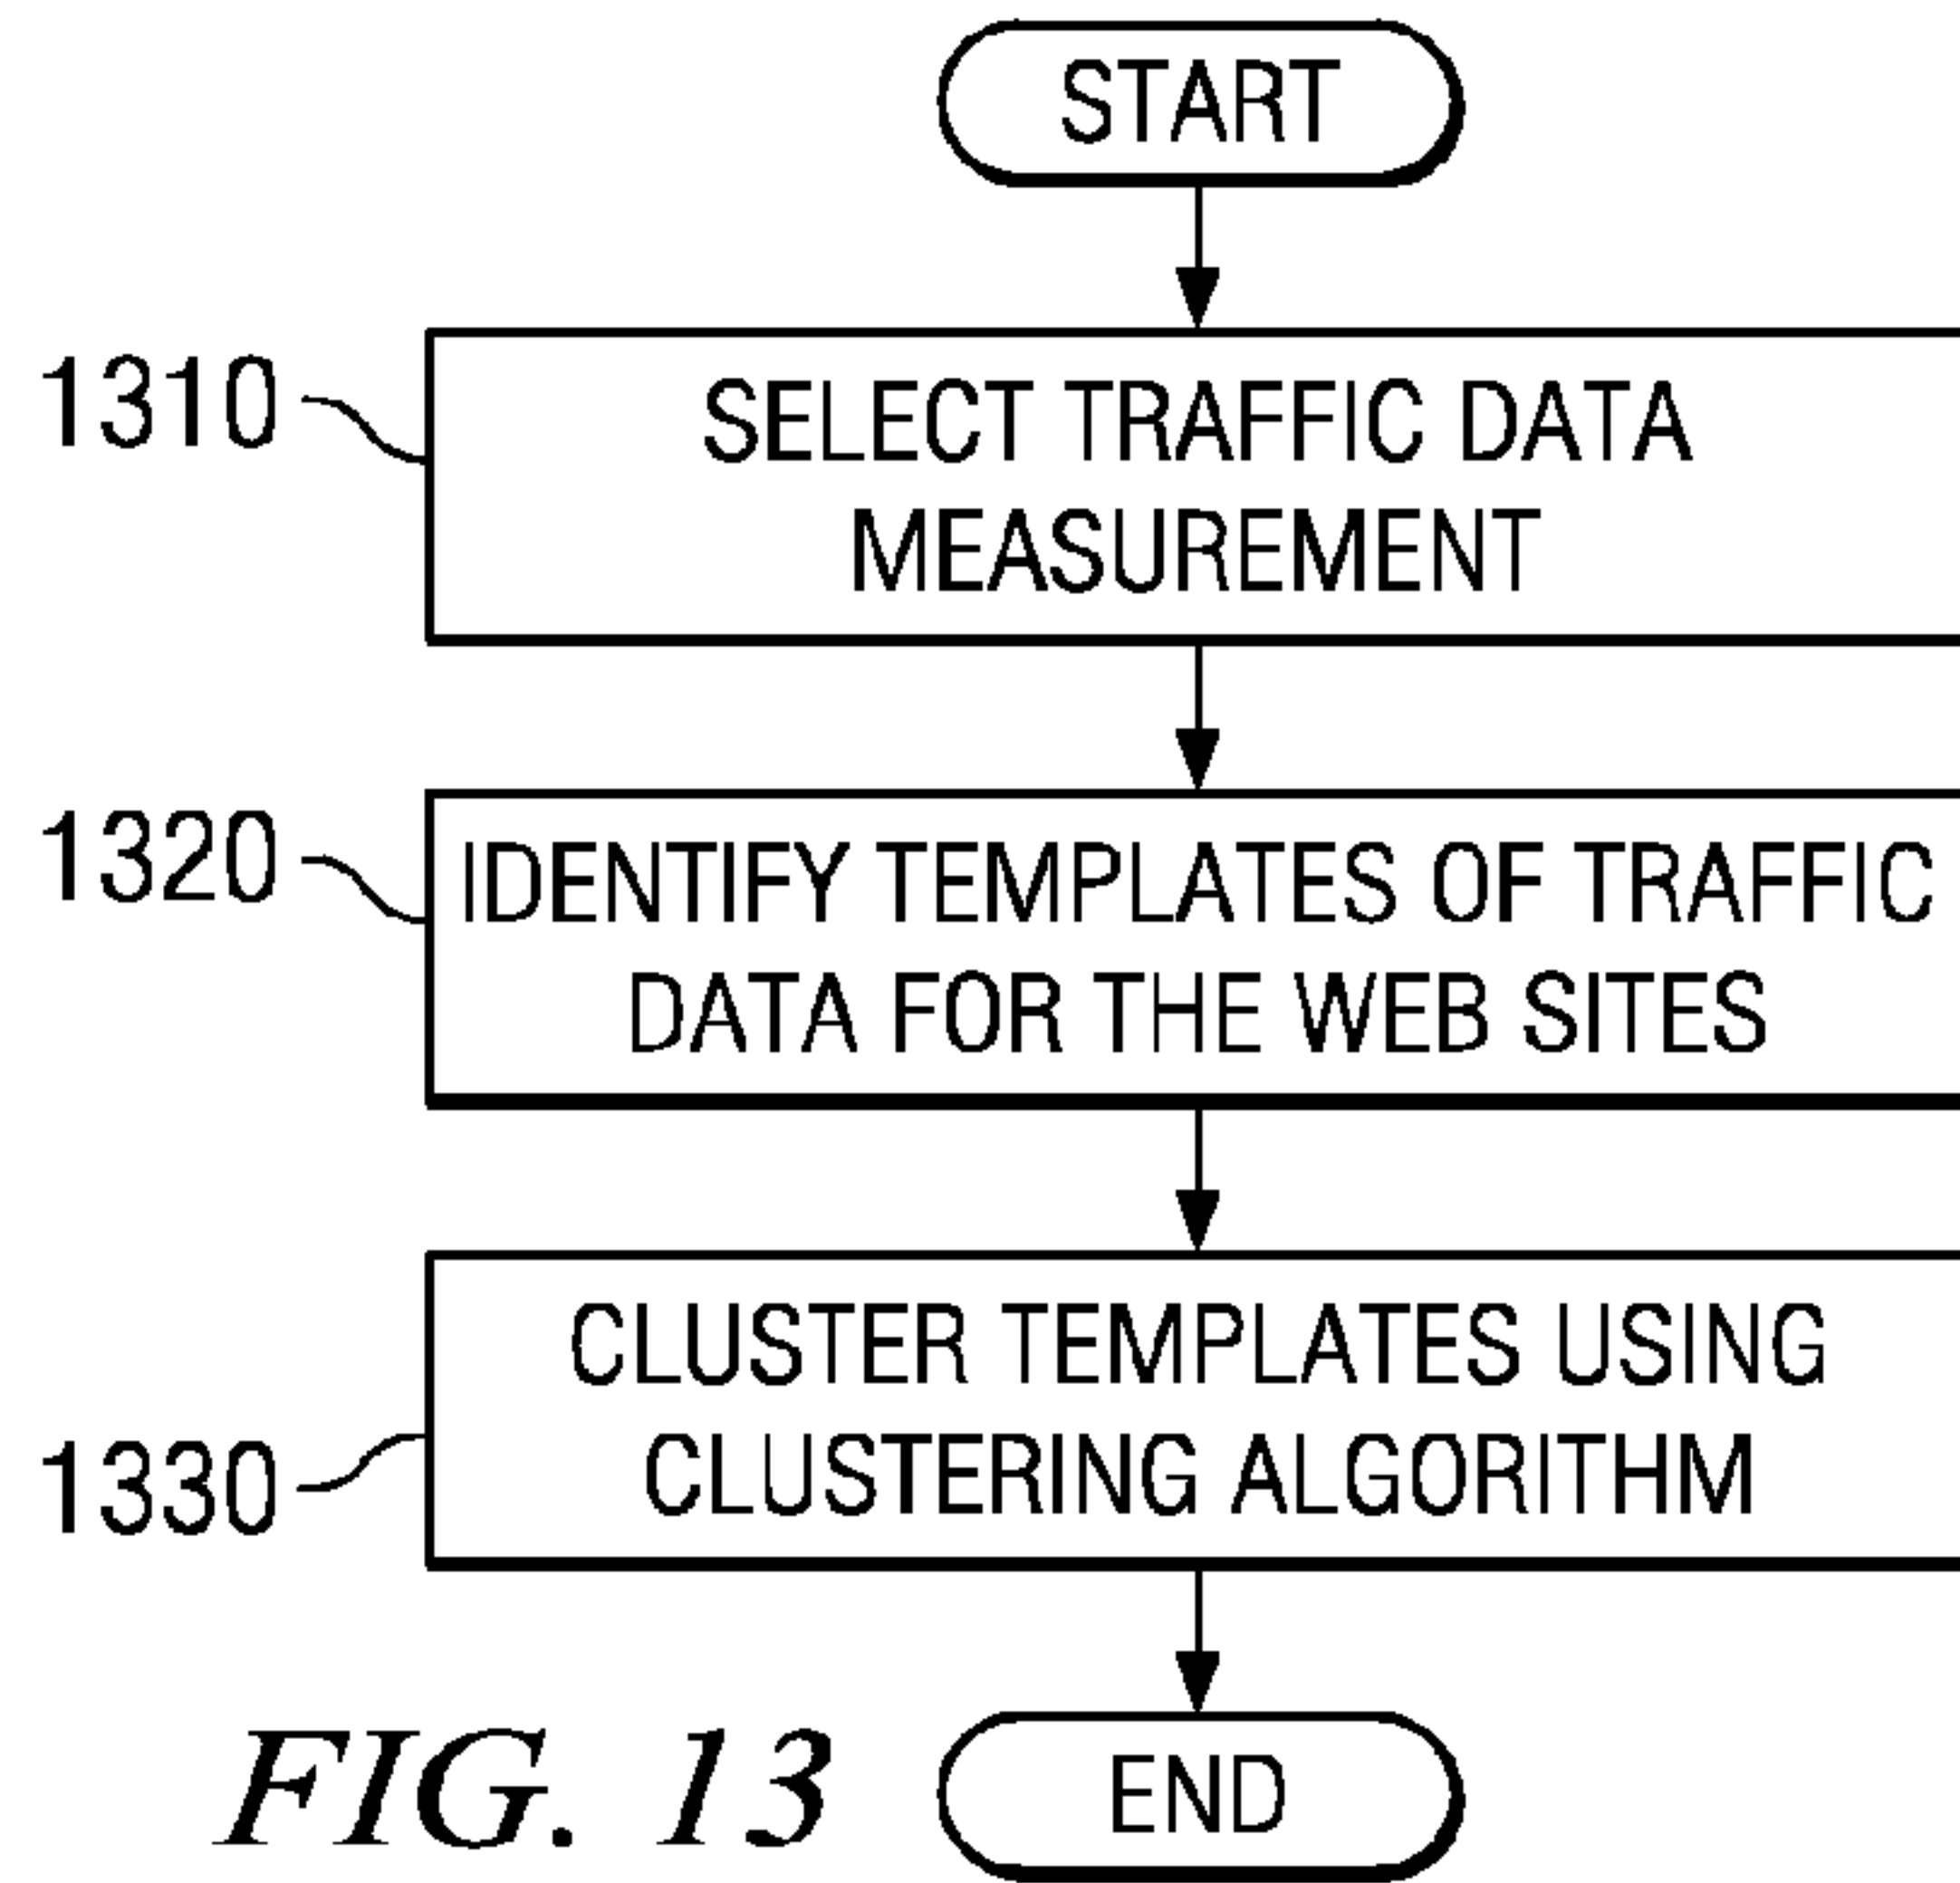 START
1310
SELECT TRAFFIC DATA
MEASUREMENT
1320
IDENTIFY TEMPLATES OF TRAFFIC
DATA FOR THE WEB SITES
1330
CLUSTER TEMPLATES USING
CLUSTERING ALGORITHM
END
FIG. 13